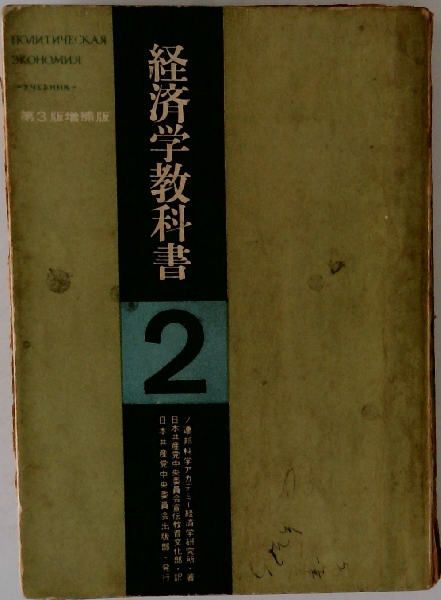 ПОЛИТИЧЕСКАЯ
ЭКОНОМИЯ
-УЧЕБНИК-
第3版増補版
経済学教科書
2
ソ連邦科学アカデミー経済学研究所・著
日本共産党中央委員会宣伝教育文化部・訳
日本共産党中央委員会出版部・発行